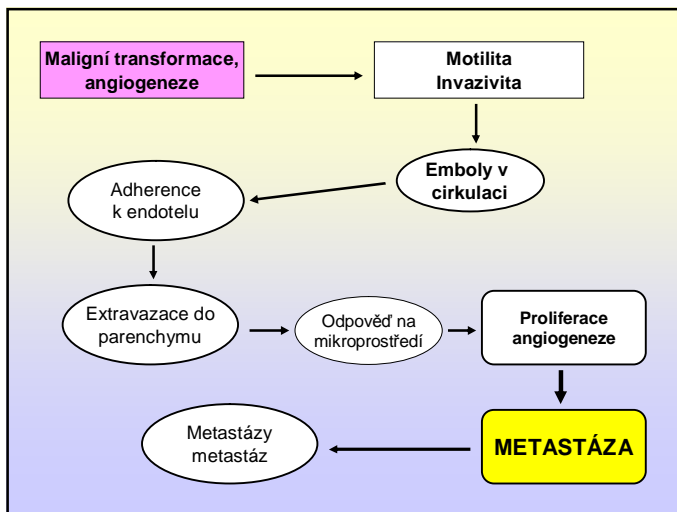 Maligní transformace,
angiogeneze
Motilita
Invazivita
Emboly v
cirkulaci
Adherence
k endotelu
Extravazace do
parenchymu
Odpověď na
mikroprostředí
Proliferace
angiogeneze
METASTÁZA
Metastázy
metastáz